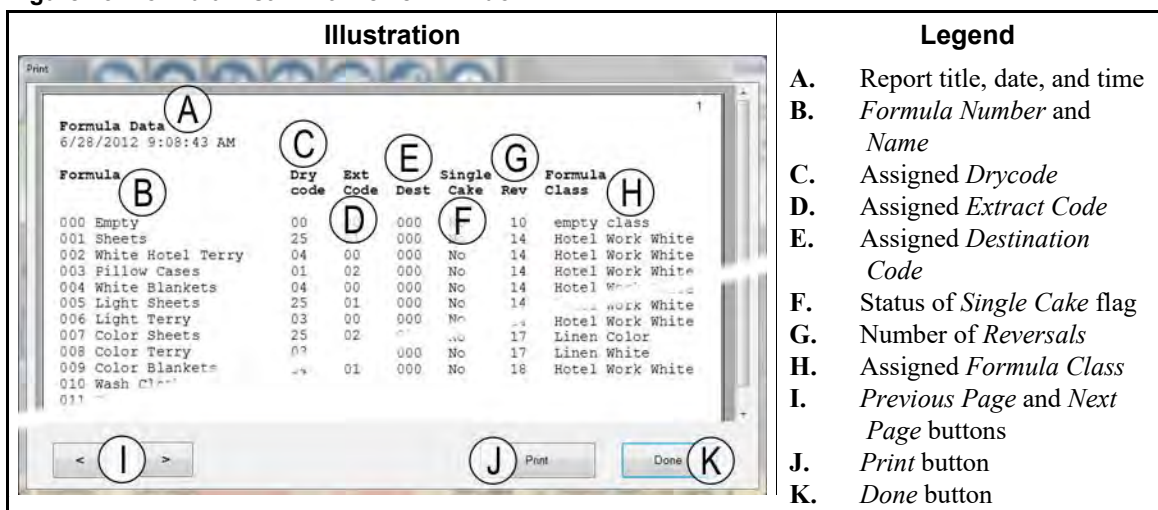 Illustration
Legend
Print
1
A
Formula Data
6/28/2012 9:08:43 AM
C
E
G
Formula
B
Dry Ext Single Formula
code Code Dest Cake Rev Class
H
D
F
000 Empty 00 000 10 empty class
001 Sheets 25 000 14 Hotel Work White
002 White Hotel Terry 04 00 000 No 14 Hotel Work White
003 Pillow Cases 01 02 000 No 14 Hotel Work White
004 White Blankets 04 00 000 No 14 Hotel
005 Light Sheets 25 01 000 No 14 Work White
006 Light Terry 03 00 000 No Hotel Work White
007 Color Sheets 25 02 17 Linen Color
008 Color Terry 000 No 17 Linen White
009 Color Blankets 01 000 No 18 Hotel Work White
010 Wash
011
< I >
J Print
Done K
A. Report title, date, and time
B. Formula Number and
Name
C. Assigned Drycode
D. Assigned Extract Code
E. Assigned Destination
Code
F. Status of Single Cake flag
G. Number of Reversals
H. Assigned Formula Class
I. Previous Page and Next
Page buttons
J. Print button
K. Done button